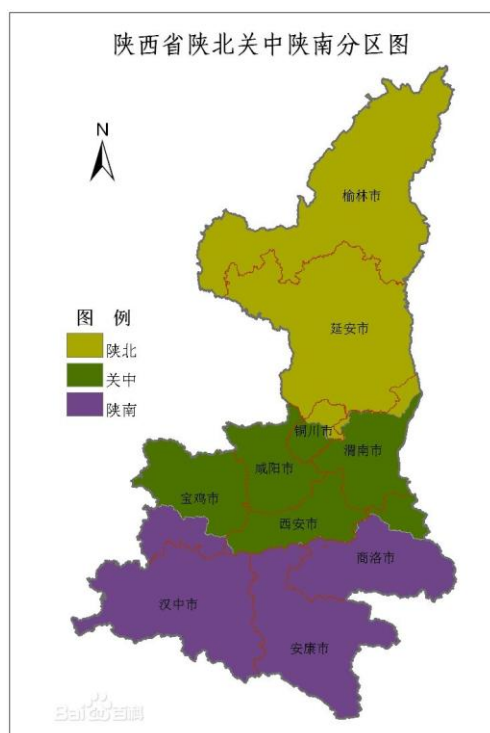 陕西省陕北关中陕南分区图
N
榆林市
延安市
图 例
陕北
关中
陕南
铜川市
渭南市
咸阳市
宝鸡市
西安市
商洛市
汉中市
安康市
Baidu百科